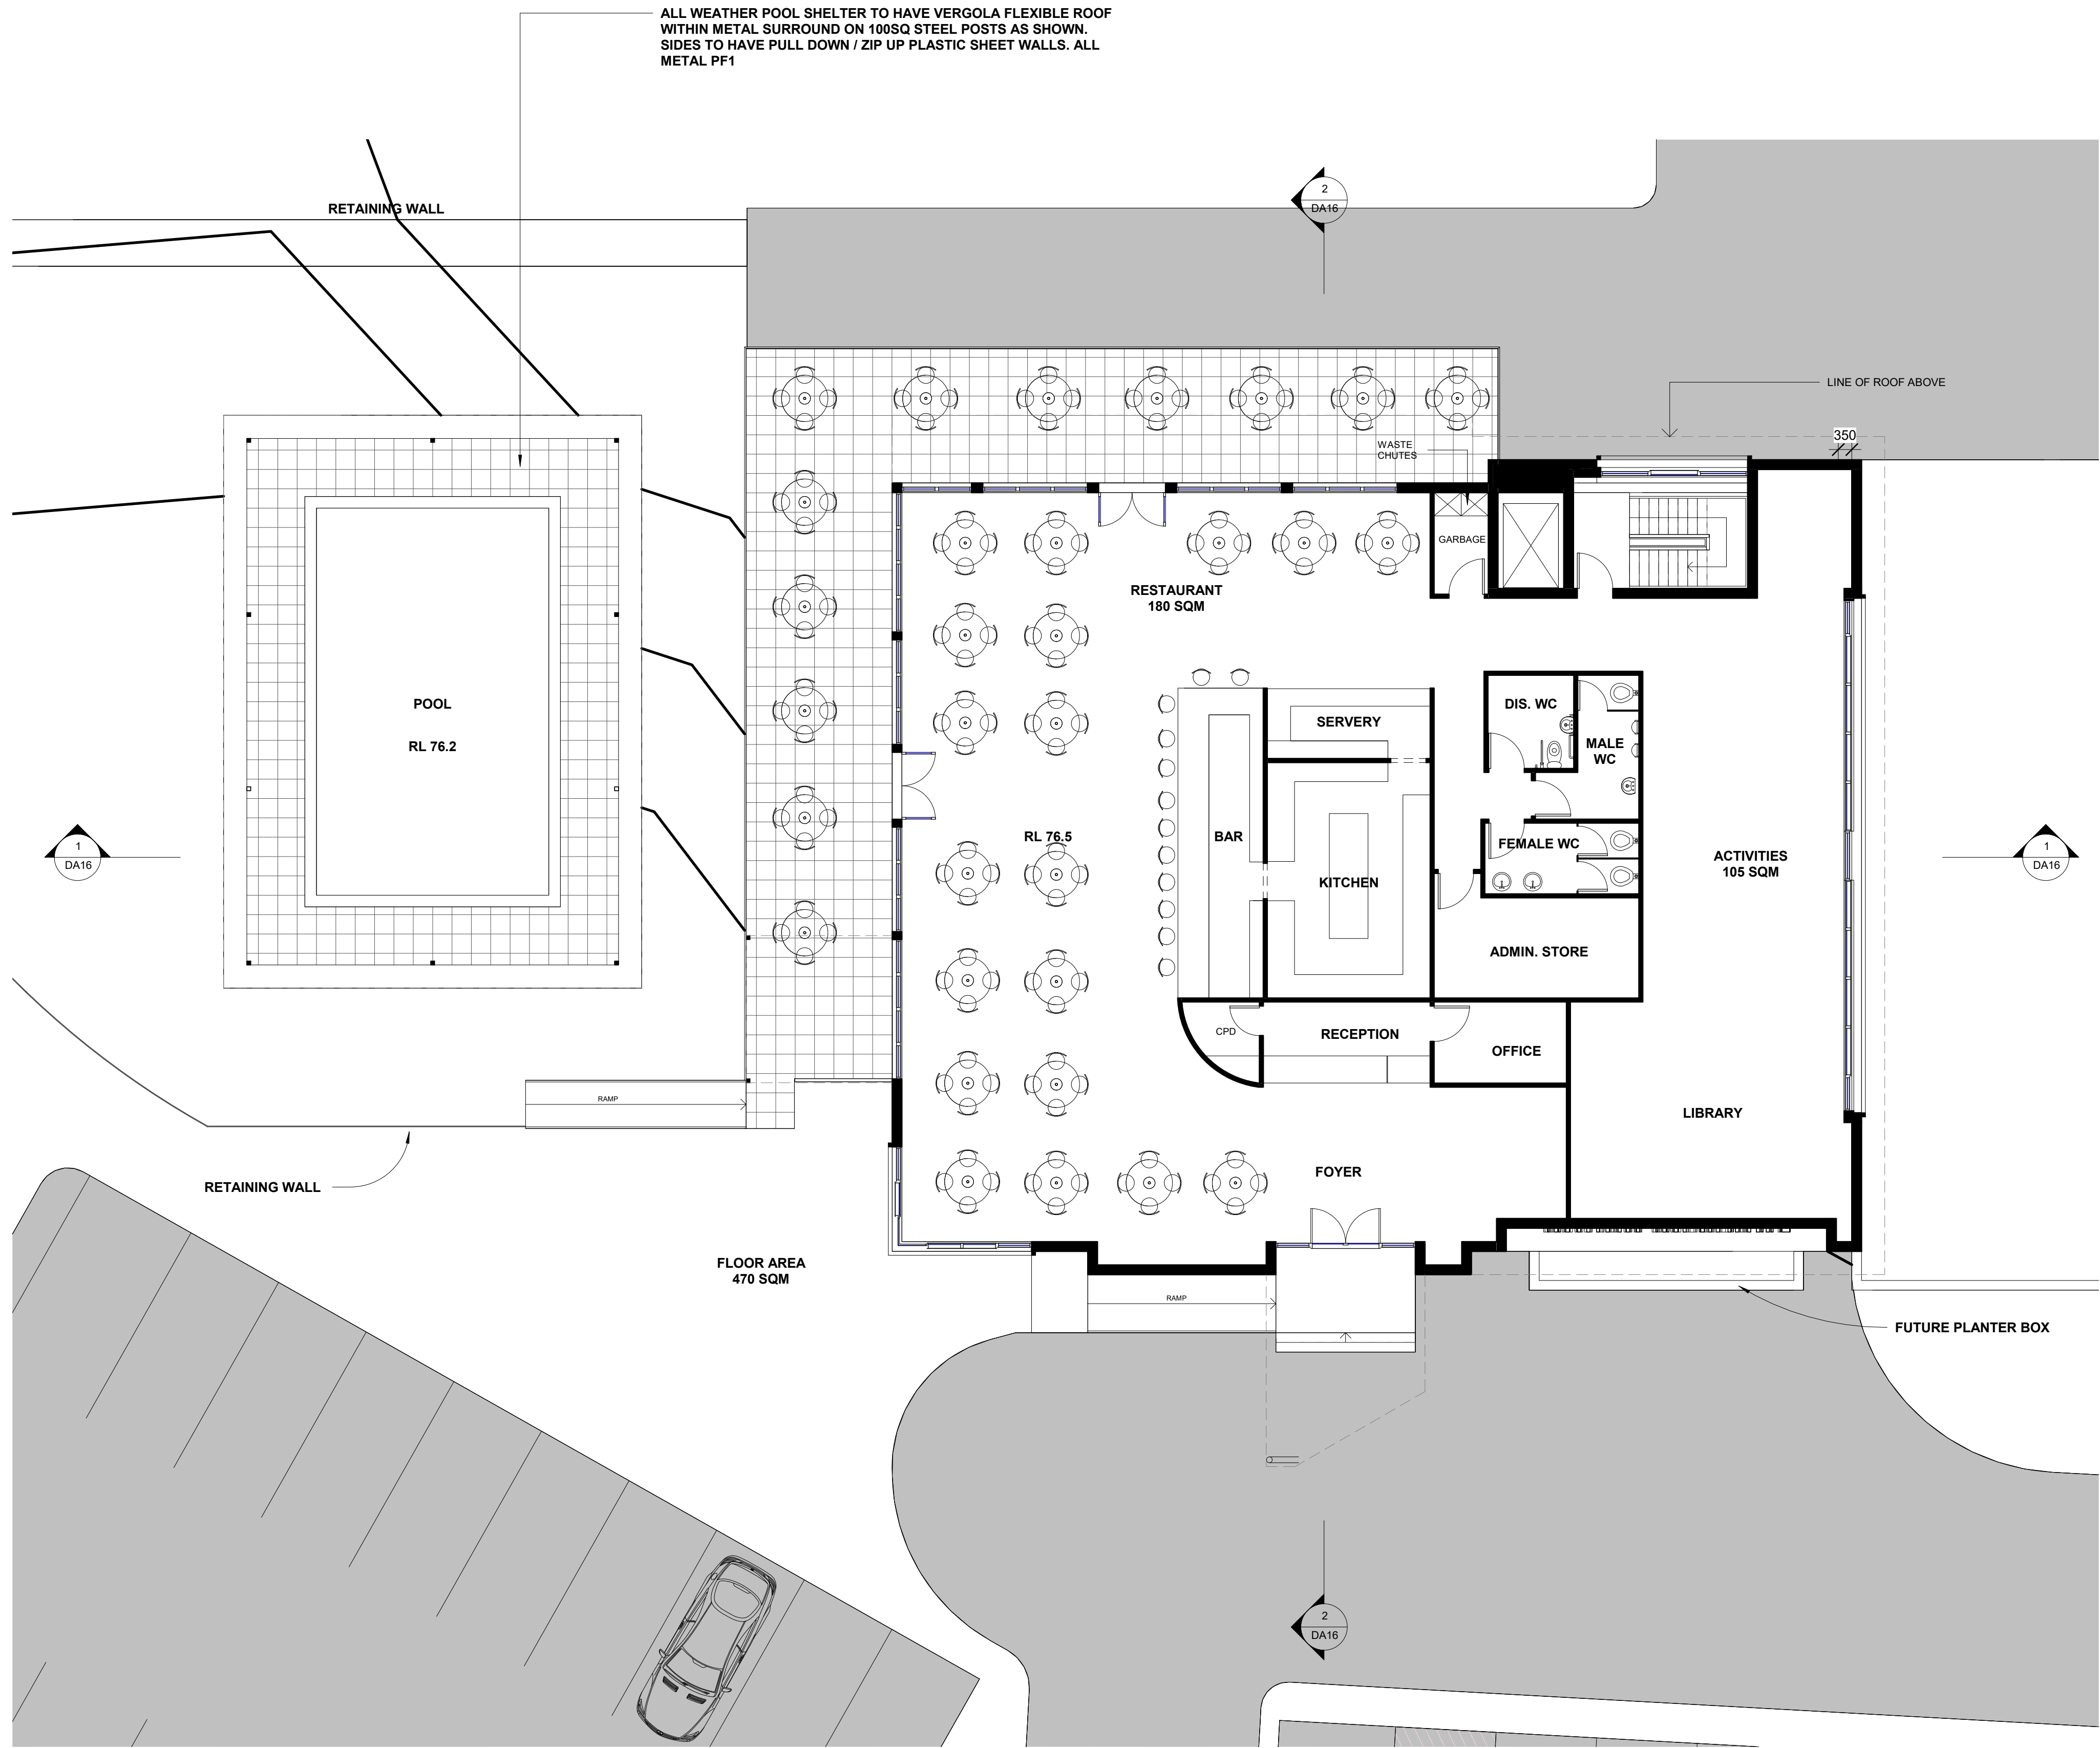 ALL WEATHER POOL SHELTER TO HAVE VERGOLA FLEXIBLE ROOF
WITHIN METAL SURROUND ON 100SQ STEEL POSTS AS SHOWN.
SIDES TO HAVE PULL DOWN / ZIP UP PLASTIC SHEET WALLS. ALL
METAL PF1
RETAINING WALL
2
DA16
LINE OF ROOF ABOVE
350
WASTE
CHUTES
GARBAGE
RESTAURANT
180 SQM
POOL
RL 76.2
SERVERY
DIS. WC
MALE
WC
RL 76.5
BAR
FEMALE WC
KITCHEN
ACTIVITIES
105 SQM
1
DA16
1
DA16
ADMIN. STORE
CPD
RECEPTION
OFFICE
RAMP
LIBRARY
FOYER
RETAINING WALL
FLOOR AREA
470 SQM
RAMP
FUTURE PLANTER BOX
2
DA16